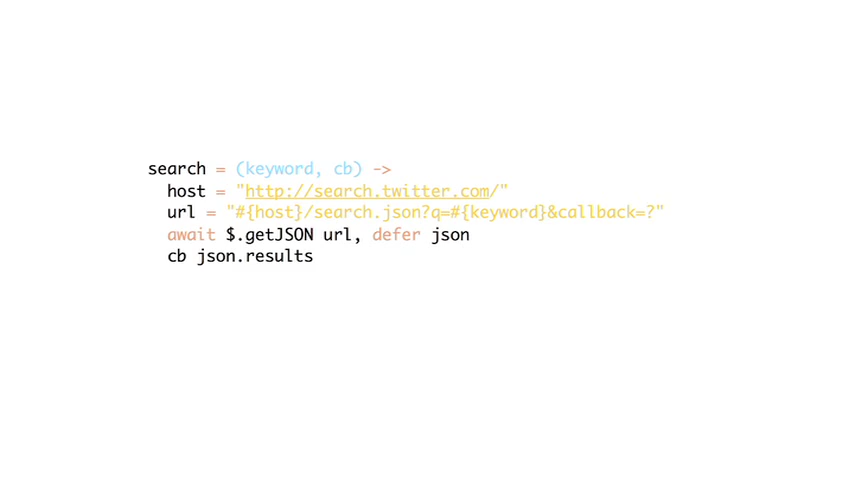 search = (keyword, cb) ->
host = "http://search.twitter.com/"
url = "#{host}/search.json?q=#{keyword}&callback=?"
await $.getJSON url, defer json
cb json.results